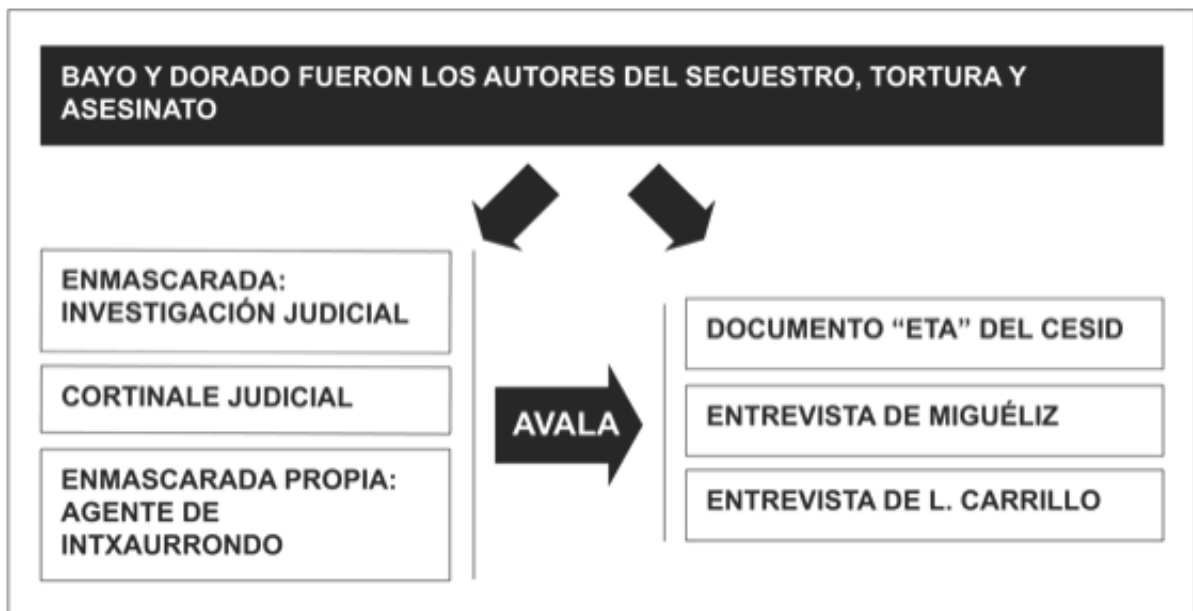 BAYO Y DORADO FUERON LOS AUTORES DEL SECUESTRO, TORTURA Y
ASESINATO
ENMASCARADA:
INVESTIGACIÓN JUDICIAL
CORTINALE JUDICIAL
ENMASCARADA PROPIA:
AGENTE DE
INTXAURRONDO
AVALA
DOCUMENTO “ETA” DEL CESID
ENTREVISTA DE MIGUÉLIZ
ENTREVISTA DE L. CARRILLO